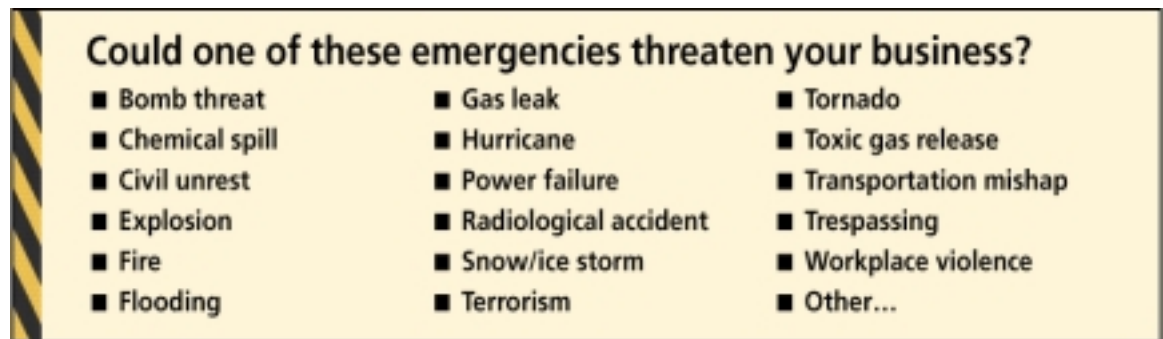 Could one of these emergencies threaten your business?
■ Bomb threat
■ Chemical spill
■ Civil unrest
■ Explosion
■ Fire
■ Flooding
■ Gas leak
■ Hurricane
■ Power failure
■ Radiological accident
■ Snow/ice storm
■ Terrorism
■ Tornado
■ Toxic gas release
■ Transportation mishap
■ Trespassing
■ Workplace violence
■ Other...